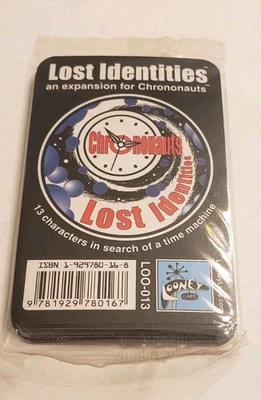 Lost Identities™
an expansion for Chrononauts
Chrononauts
Lost Identities
13 characters in search of a time machine
ISBN 1-929780-16-8
9 781929 780167
LOO-013
LOONEY
LABS